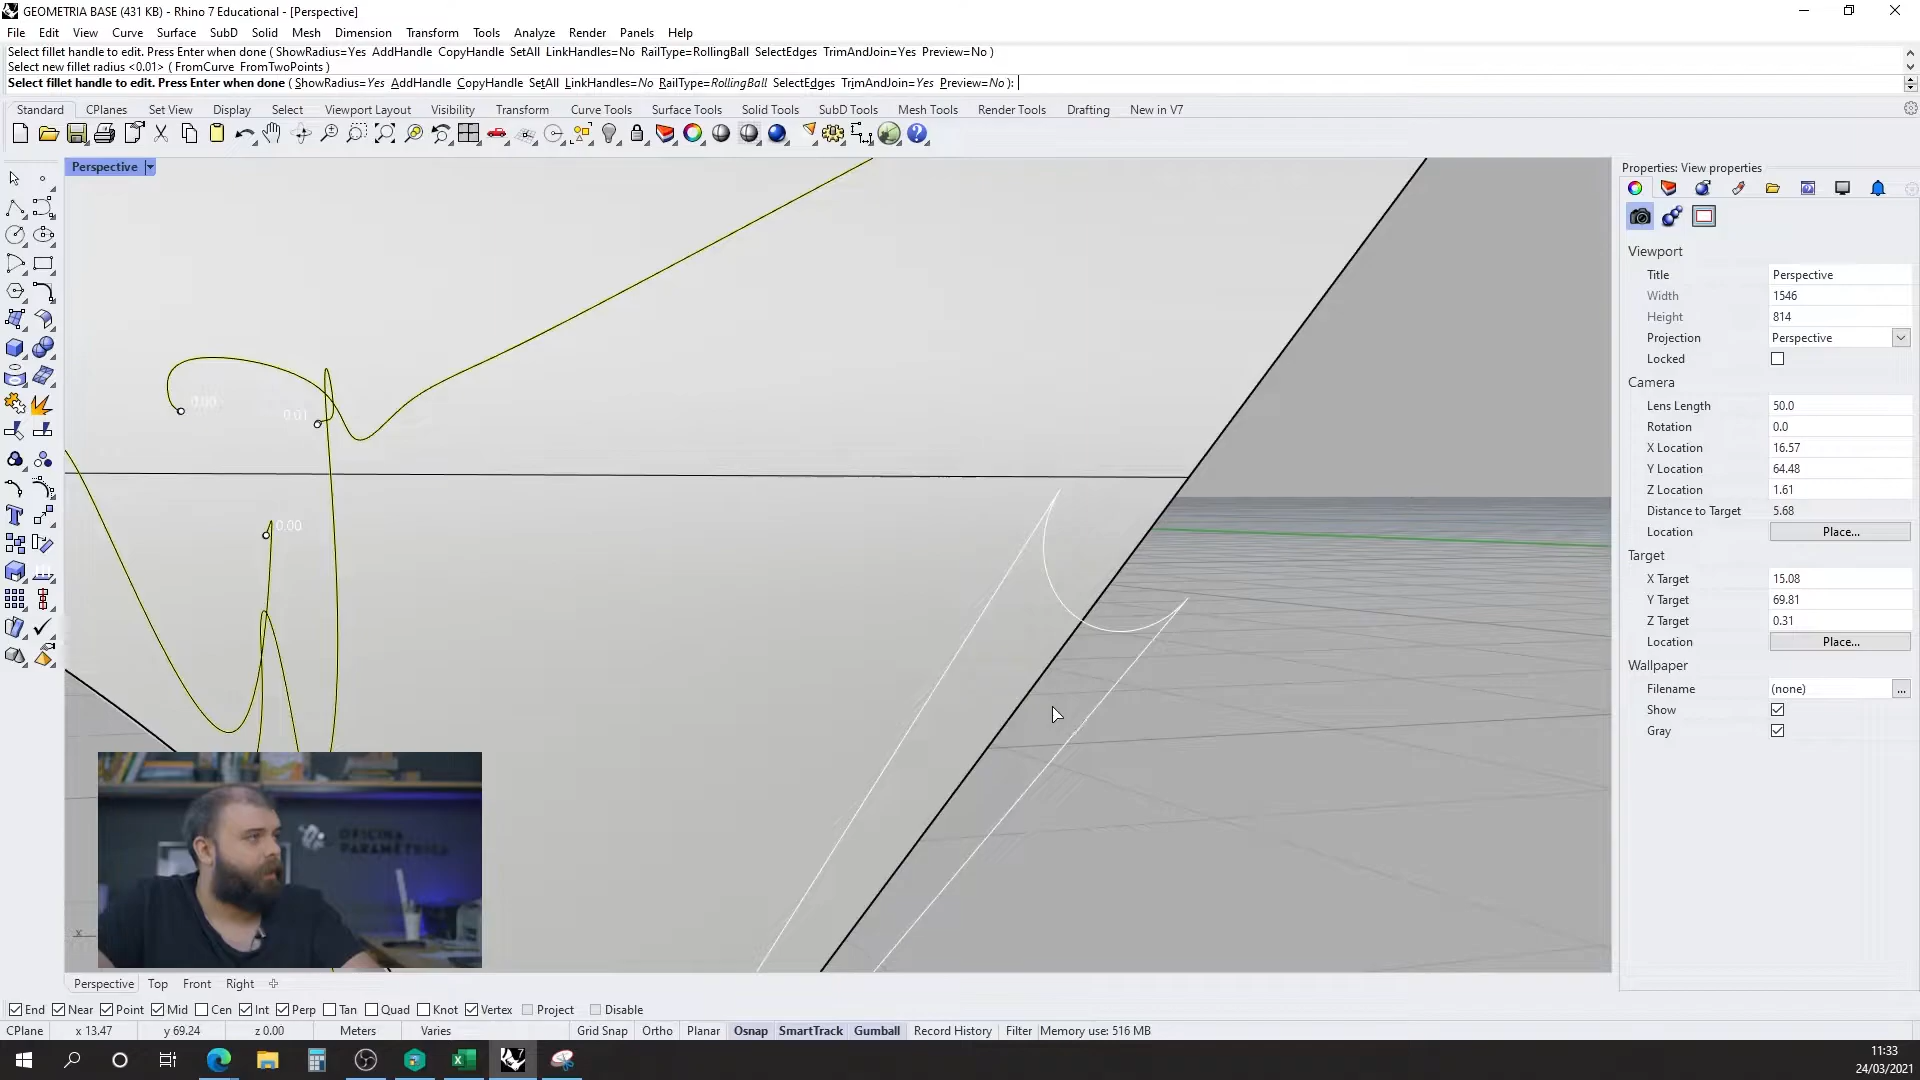 GEOMETRIA BASE (431 KB) - Rhino 7 Educational - [Perspective]
File Edit View Curve Surface SubD Solid Mesh Dimension Transform Tools Analyze Render Panels Help
Select fillet handle to edit. Press Enter when done ( ShowRadius=Yes AddHandle CopyHandle SetAll LinkHandles=No RailType=RollingBall SelectEdges TrimAndJoin=Yes Preview=No )
Select new fillet radius <0.01> ( FromCurve FromTwoPoints )
Select fillet handle to edit. Press Enter when done ( ShowRadius=Yes AddHandle CopyHandle SetAll LinkHandles=No RailType=RollingBall SelectEdges TrimAndJoin=Yes Preview=No ):
Standard CPlanes Set View Display Select Viewport Layout Visibility Transform Curve Tools Surface Tools Solid Tools SubD Tools Mesh Tools Render Tools Drafting New in V7
Perspective
0.00
0.01
0.00
OFICINA
PARAMÉTRICA
x
Properties: View properties
Viewport
Title Perspective
Width 1546
Height 814
Projection Perspective
Locked
Camera
Lens Length 50.0
Rotation 0.0
X Location 16.57
Y Location 64.48
Z Location 1.61
Distance to Target 5.68
Location Place...
Target
X Target 15.08
Y Target 69.81
Z Target 0.31
Location Place...
Wallpaper
Filename (none) ...
Show
Gray
Perspective Top Front Right
End Near Point Mid Cen Int Perp Tan Quad Knot Vertex Project Disable
CPlane x 13.47 y 69.24 z 0.00 Meters Varies Grid Snap Ortho Planar Osnap SmartTrack Gumball Record History Filter Memory use: 516 MB
11:33
24/03/2021